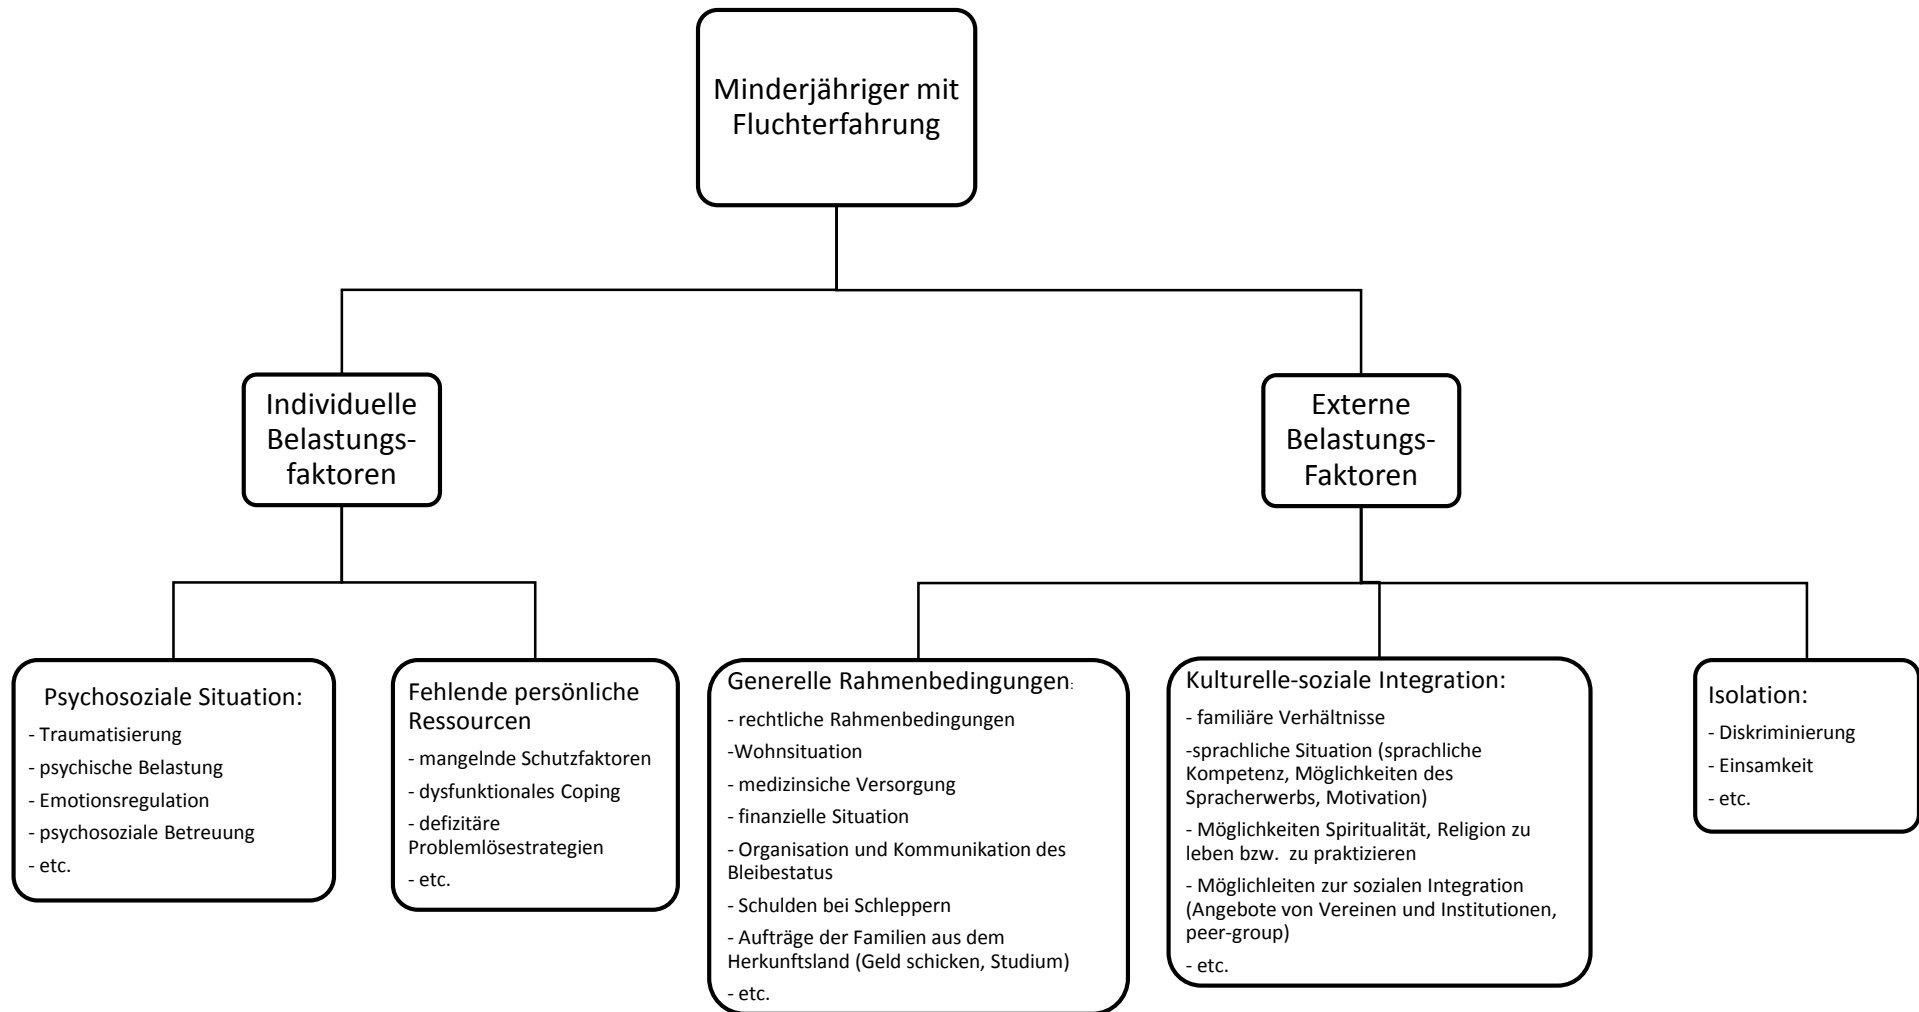 Minderjähriger mit
Fluchterfahrung
Individuelle
Belastungs-
faktoren
Externe
Belastungs-
Faktoren
Psychosoziale Situation:
- Traumatisierung
- psychische Belastung
- Emotionsregulation
- psychosoziale Betreuung
- etc.
Fehlende persönliche
Ressourcen
- mangelnde Schutzfaktoren
- dysfunktionales Coping
- defizitäre
Problemlösestrategien
- etc.
Generelle Rahmenbedingungen:
- rechtliche Rahmenbedingungen
-Wohnsituation
- medizinsiche Versorgung
- finanzielle Situation
- Organisation und Kommunikation des
Bleibestatus
- Schulden bei Schleppern
- Aufträge der Familien aus dem
Herkunftsland (Geld schicken, Studium)
- etc.
Kulturelle-soziale Integration:
- familiäre Verhältnisse
-sprachliche Situation (sprachliche
Kompetenz, Möglichkeiten des
Spracherwerbs, Motivation)
- Möglichkeiten Spiritualität, Religion zu
leben bzw. zu praktizieren
- Möglichleiten zur sozialen Integration
(Angebote von Vereinen und Institutionen,
peer-group)
- etc.
Isolation:
- Diskriminierung
- Einsamkeit
- etc.